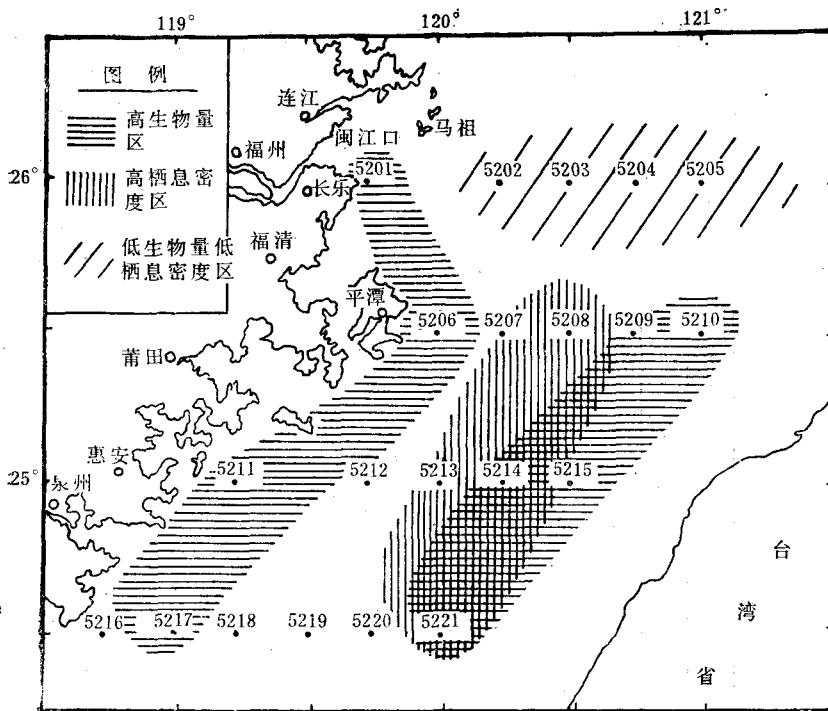 119° 120° 121°
图 例
高生物量
区
高栖息密
度区
低生物量低
栖息密度区
连江
马祖
闽江口
福州
26°
5201
5202 5203 5204 5205
长乐
福清
平潭
5206 5207 5208 5209 5210
莆田
惠安
25°
5211 5212 5213 5214 5215
泉州
台
湾
省
5216 5217 5218 5219 5220 5221